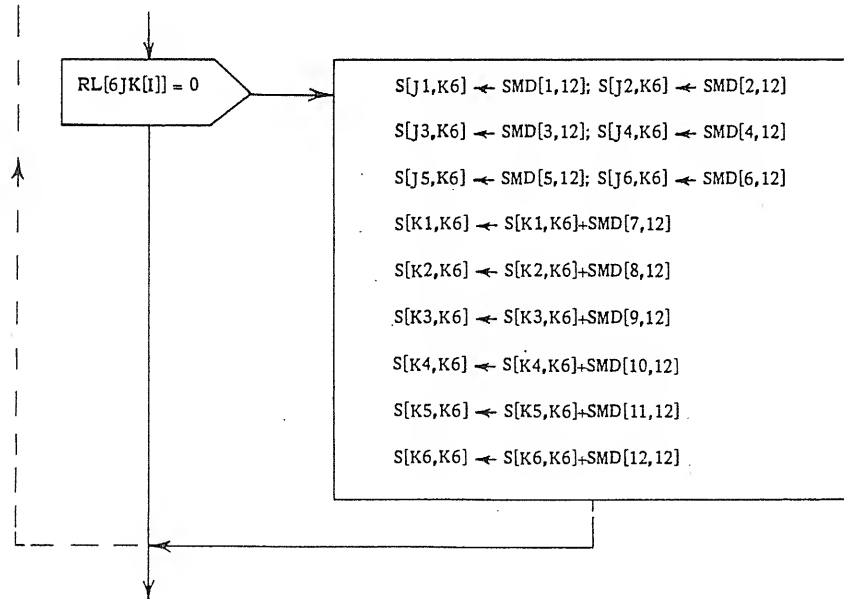 RL[6JK[I]] = 0
S[J1,K6] ← SMD[1,12]; S[J2,K6] ← SMD[2,12]
S[J3,K6] ← SMD[3,12]; S[J4,K6] ← SMD[4,12]
S[J5,K6] ← SMD[5,12]; S[J6,K6] ← SMD[6,12]
S[K1,K6] ← S[K1,K6]+SMD[7,12]
S[K2,K6] ← S[K2,K6]+SMD[8,12]
S[K3,K6] ← S[K3,K6]+SMD[9,12]
S[K4,K6] ← S[K4,K6]+SMD[10,12]
S[K5,K6] ← S[K5,K6]+SMD[11,12]
S[K6,K6] ← S[K6,K6]+SMD[12,12]